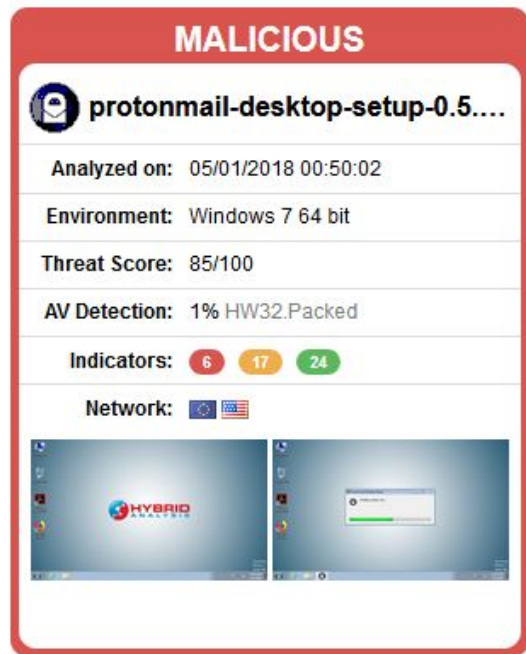 MALICIOUS
protonmail-desktop-setup-0.5....
Analyzed on: 05/01/2018 00:50:02
Environment: Windows 7 64 bit
Threat Score: 85/100
AV Detection: 1% HW32.Packed
Indicators: 6 17 24
Network:
HYBRID
ANALYSIS